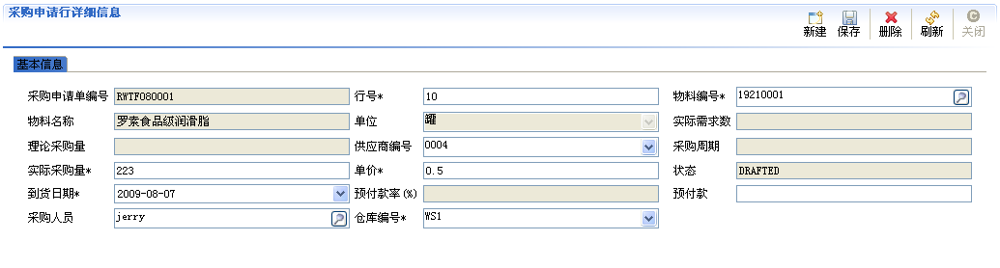 采购申请行详细信息
新建 保存 删除 刷新 关闭
基本信息
采购申请单编号 RWTF080001 行号* 10 物料编号* 19210001
物料名称 罗索食品级润滑脂 单位 罐 实际需求数
理论采购量 供应商编号 0004 采购周期
实际采购量* 223 单价* 0.5 状态 DRAFTED
到货日期* 2009-08-07 预付款率(%) 预付款
采购人员 jerry 仓库编号* WS1